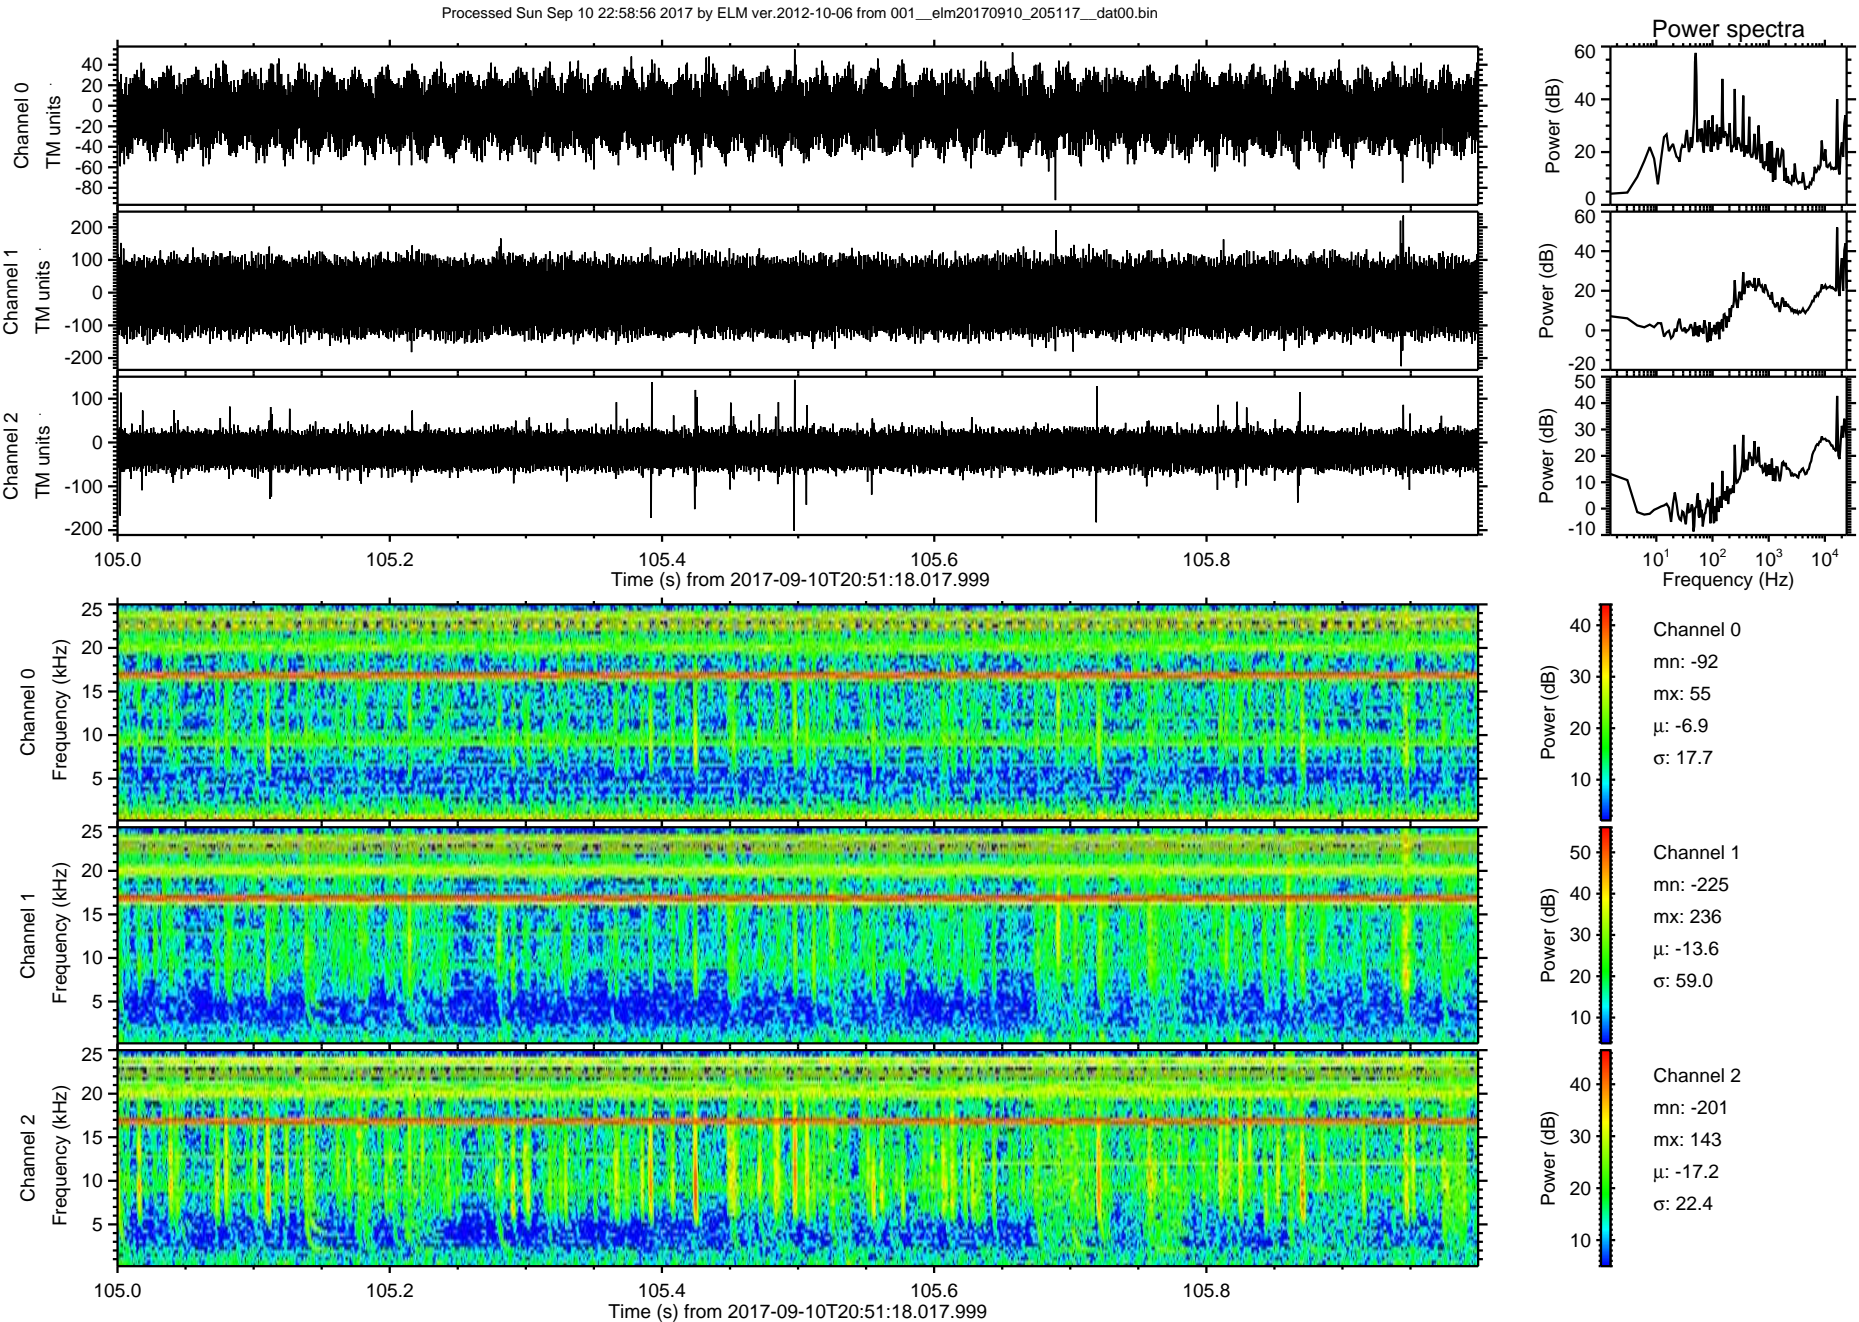 Processed Sun Sep 10 22:58:56 2017 by ELM ver.2012-10-06 from 001__elm20170910_205117__dat00.bin
Power spectra
Channel 0
TM units
40
20
0
-20
-40
-60
-80
Power (dB)
60
40
20
0
Channel 1
TM units
200
100
0
-100
-200
Power (dB)
60
40
20
0
-20
Channel 2
TM units
100
0
-100
-200
Power (dB)
50
40
30
20
10
0
-10
105.0 105.2 105.4 105.6 105.8
Time (s) from 2017-09-10T20:51:18.017.999
10¹ 10² 10³ 10⁴
Frequency (Hz)
Channel 0
Frequency (kHz)
25
20
15
10
5
Power (dB)
40
30
20
10
Channel 0
mn: -92
mx: 55
μ: -6.9
σ: 17.7
Channel 1
Frequency (kHz)
25
20
15
10
5
Power (dB)
50
40
30
20
10
Channel 1
mn: -225
mx: 236
μ: -13.6
σ: 59.0
Channel 2
Frequency (kHz)
25
20
15
10
5
Power (dB)
40
30
20
10
Channel 2
mn: -201
mx: 143
μ: -17.2
σ: 22.4
105.0 105.2 105.4 105.6 105.8
Time (s) from 2017-09-10T20:51:18.017.999